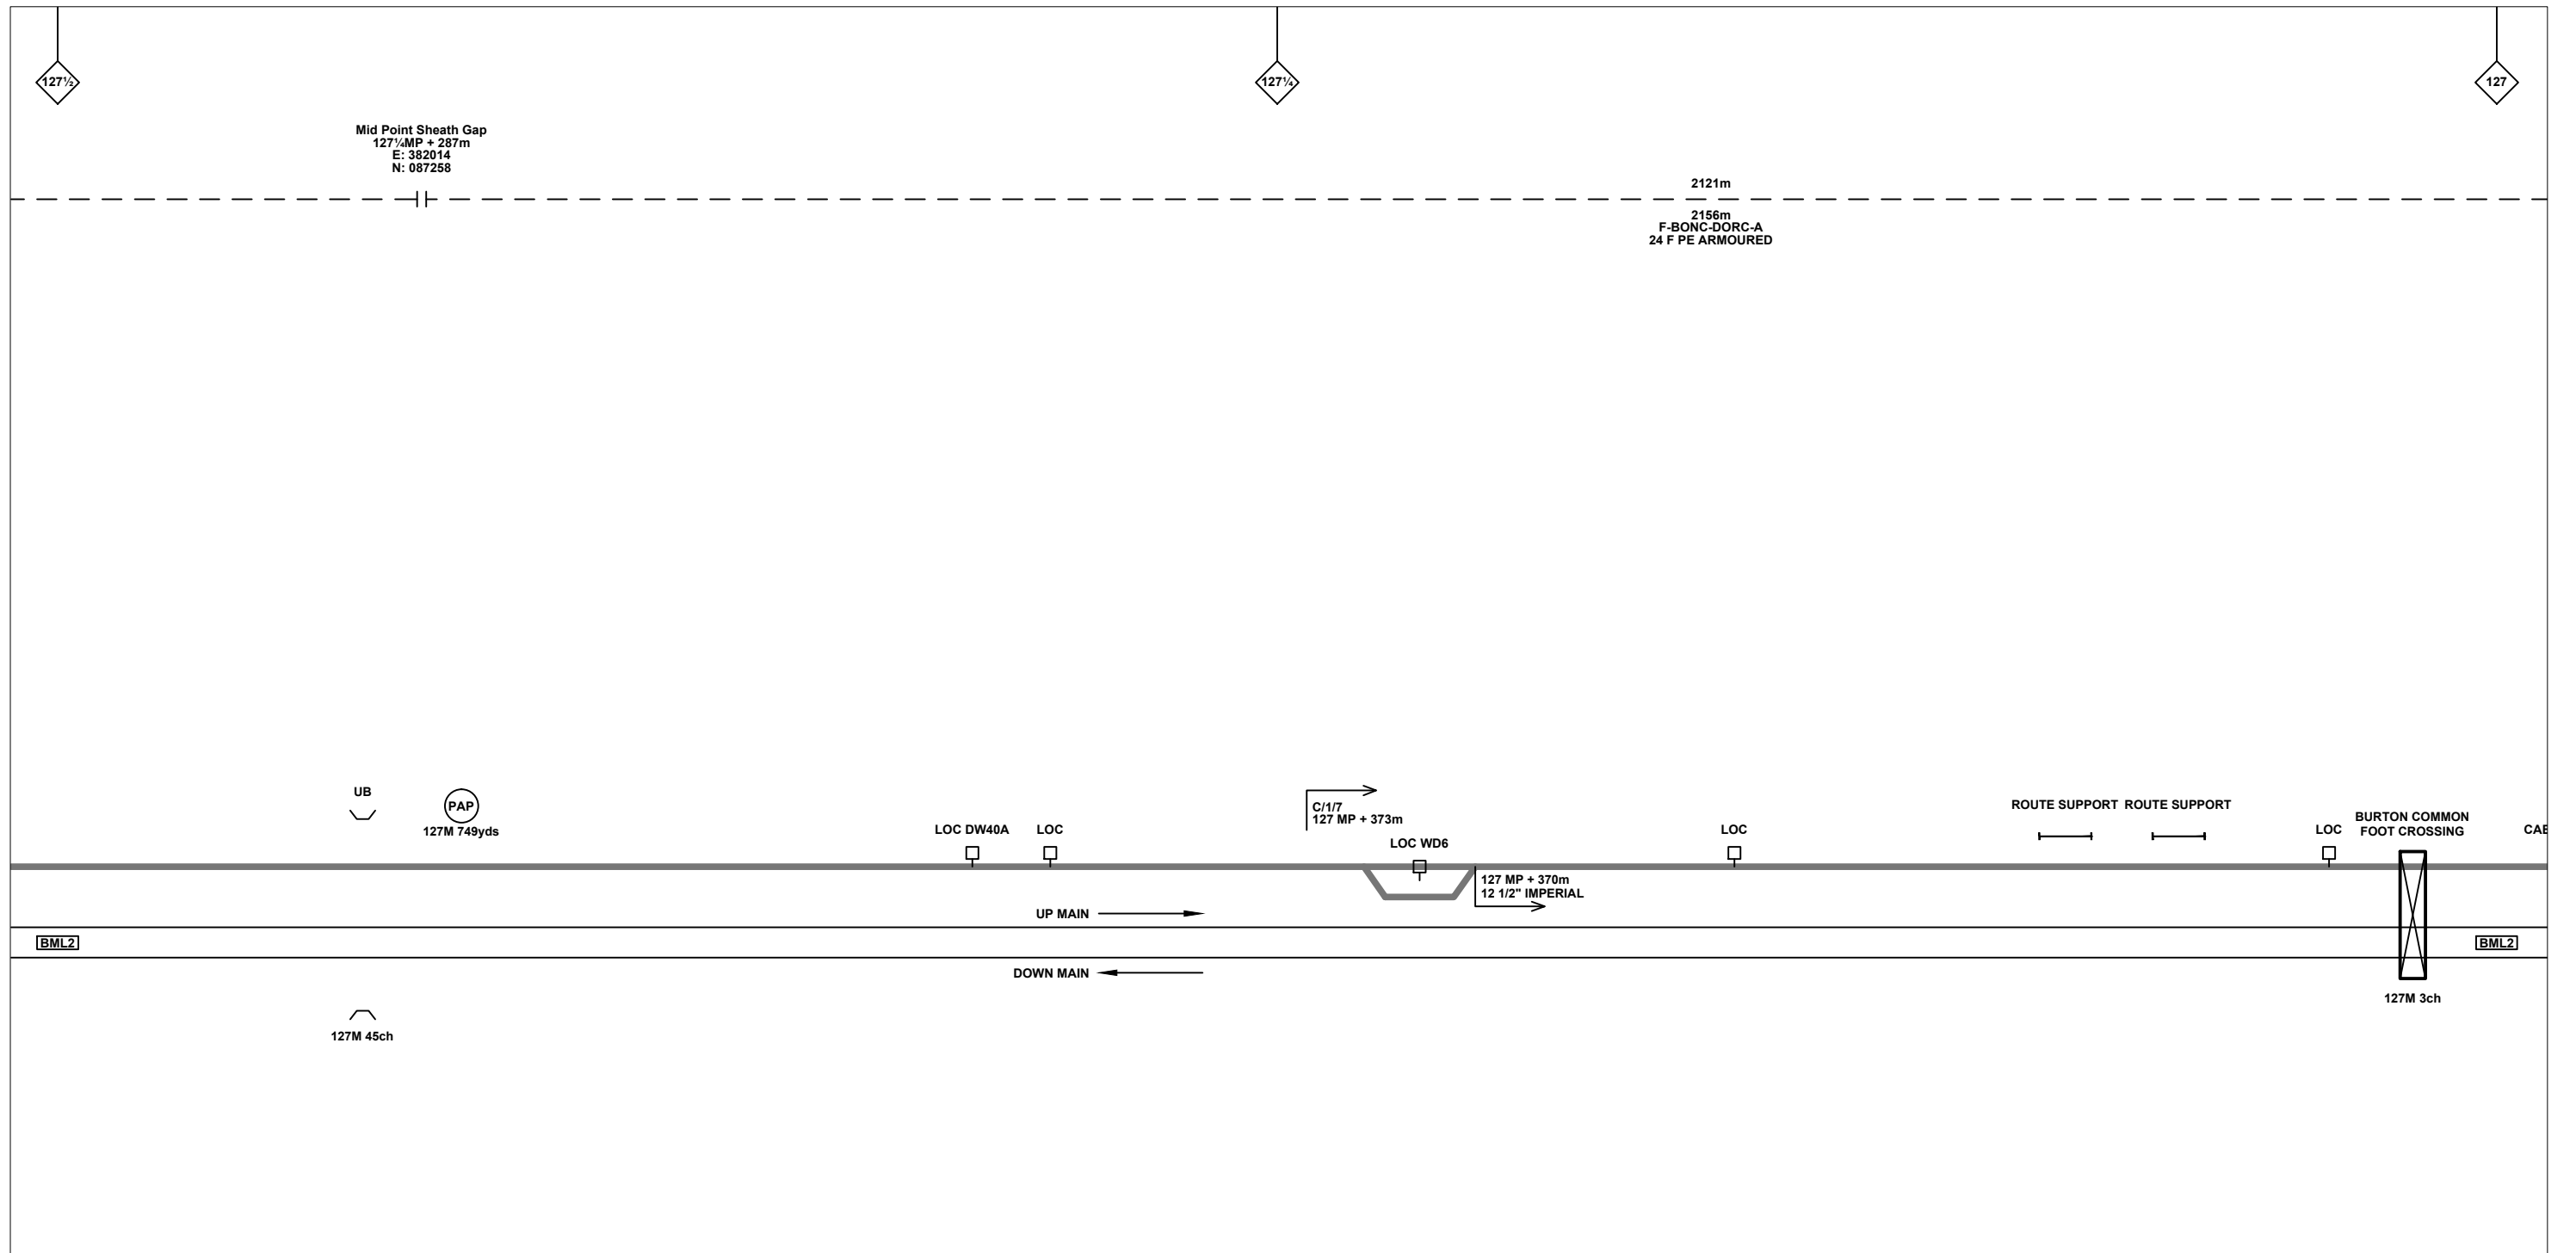 127½
127¼
127
Mid Point Sheath Gap
127¼MP + 287m
E: 382014
N: 087258
2121m
2156m
F-BONC-DORC-A
24 F PE ARMOURED
UB
PAP
127M 749yds
LOC DW40A
LOC
C/1/7
127 MP + 373m
LOC WD6
LOC
ROUTE SUPPORT
ROUTE SUPPORT
LOC
BURTON COMMON
FOOT CROSSING
CAB
127 MP + 370m
12 1/2" IMPERIAL
UP MAIN
BML2
BML2
DOWN MAIN
127M 3ch
127M 45ch